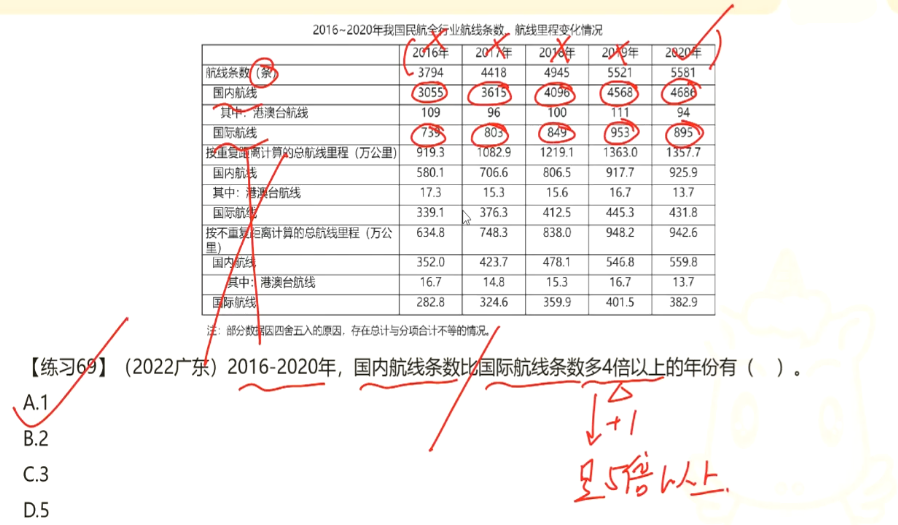 2016~2020年我国民航全行业航线条数、航线里程变化情况
2016年 2017年 2018年 2019年 2020年
航线条数（条） 3794 4418 4945 5521 5581
国内航线 3055 3615 4096 4568 4686
其中：港澳台航线 109 96 100 111 94
国际航线 739 803 849 953 895
按重复距离计算的总航线里程（万公里） 919.3 1082.9 1219.1 1363.0 1357.7
国内航线 580.1 706.6 806.5 917.7 925.9
其中：港澳台航线 17.3 15.3 15.6 16.7 13.7
国际航线 339.1 376.3 412.5 445.3 431.8
按不重复距离计算的总航线里程（万公 634.8 748.3 838.0 948.2 942.6
里）
国内航线 352.0 423.7 478.1 546.8 559.8
其中：港澳台航线 16.7 14.8 15.3 16.7 13.7
国际航线 282.8 324.6 359.9 401.5 382.9
注：部分数据因四舍五入的原因，存在总计与分项合计不等的情况。
【练习69】（2022广东）2016-2020年，国内航线条数比国际航线条数多4倍以上的年份有（ ）。
A.1
+1
B.2
C.3
是5倍以上
D.5